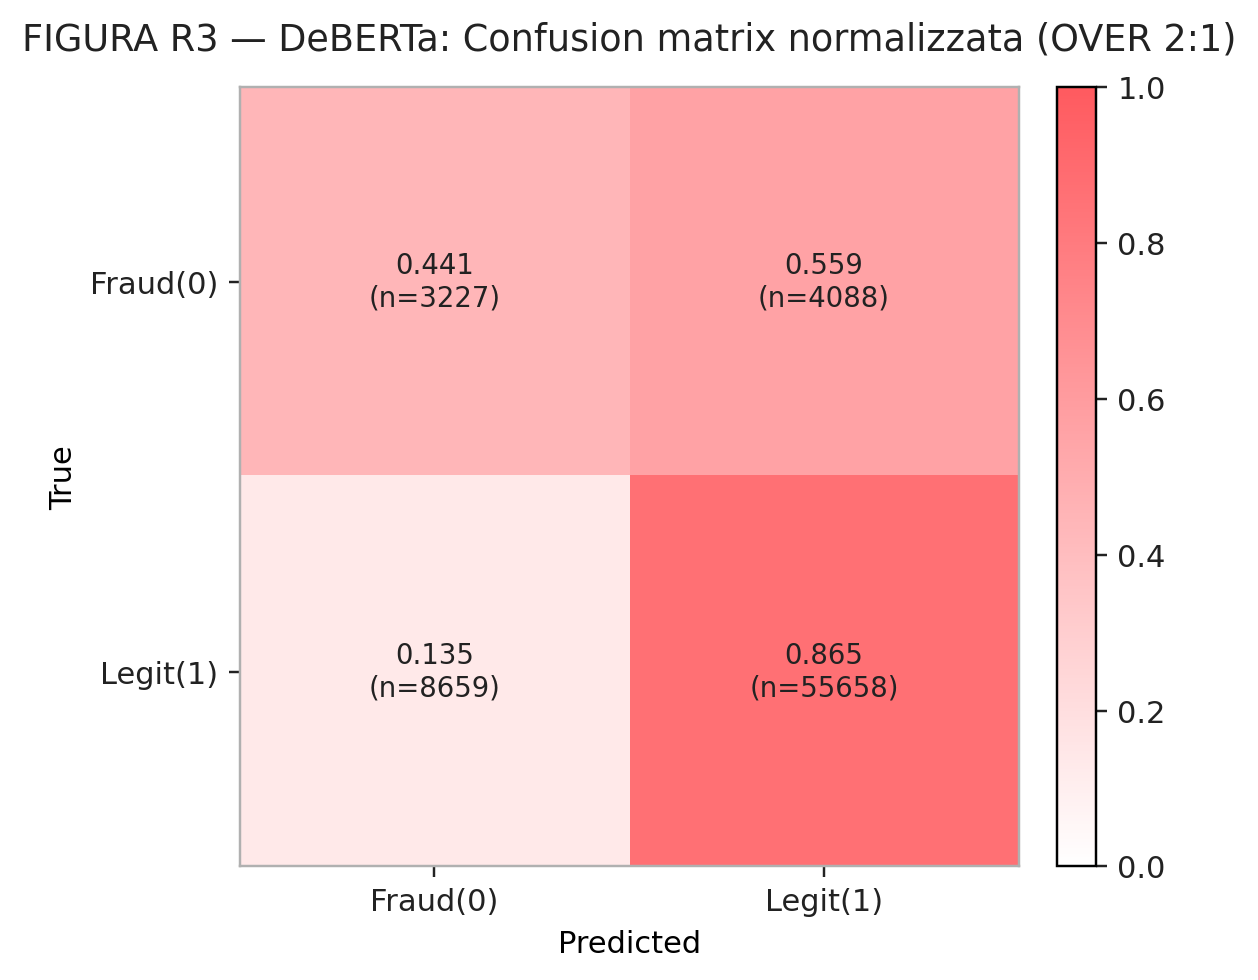 FIGURA R3 — DeBERTa: Confusion matrix normalizzata (OVER 2:1)
1.0
0.8
0.6
0.4
0.2
0.0
Fraud(0)
0.441
(n=3227)
0.559
(n=4088)
True
Legit(1)
0.135
(n=8659)
0.865
(n=55658)
Fraud(0)
Legit(1)
Predicted